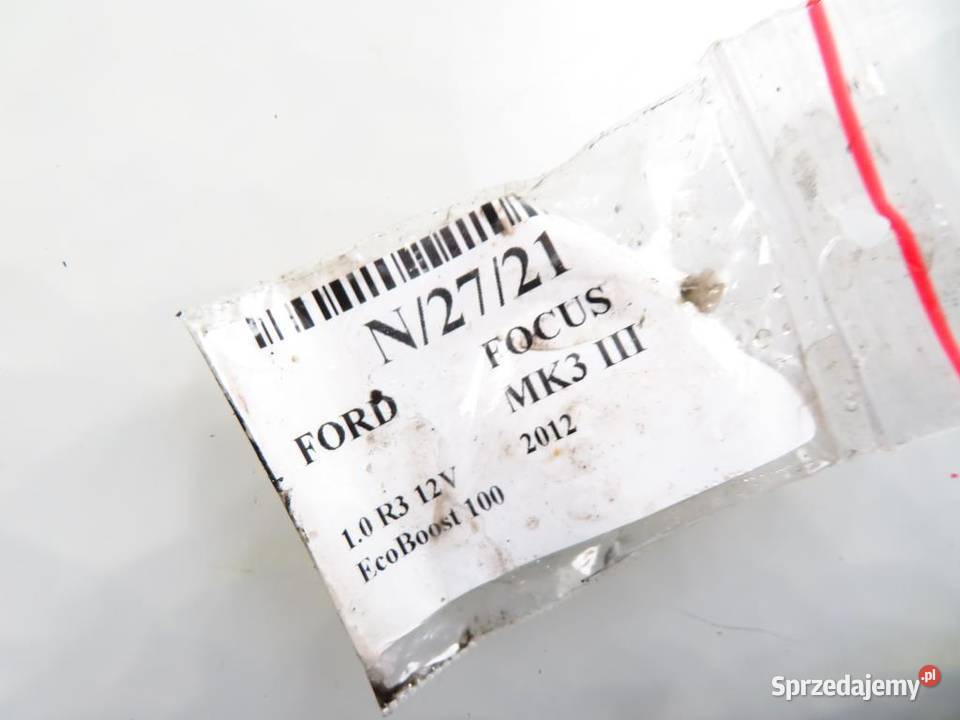 N/27/21
FORD FOCUS
MK3 III
1.0 R3 12V 2012
EcoBoost 100
Sprzedajemy.pl